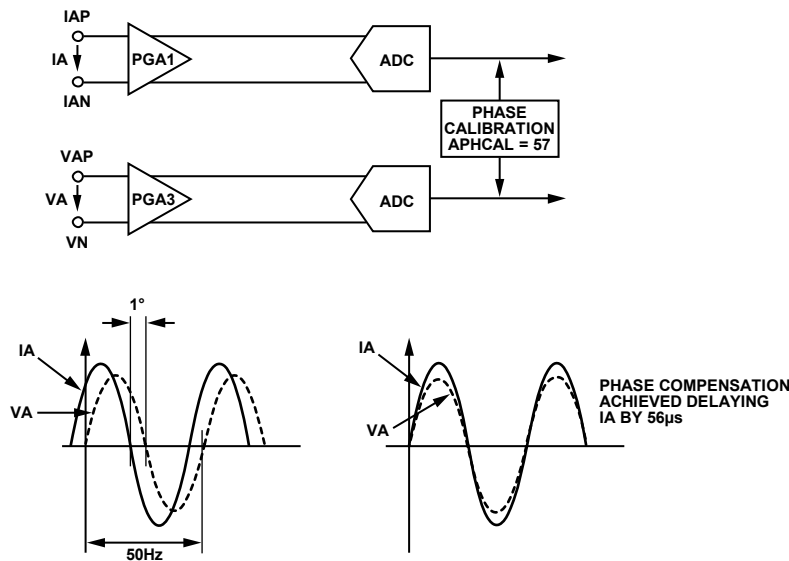 IAP
IA
IAN
PGA1
ADC
PHASE
CALIBRATION
APHCAL = 57
VAP
VA
VN
PGA3
ADC
1°
IA
VA
50Hz
IA
VA
PHASE COMPENSATION
ACHIEVED DELAYING
IA BY 56µs